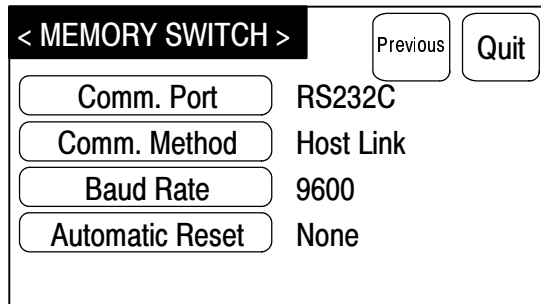 < MEMORY SWITCH > Previous Quit
Comm. Port RS232C
Comm. Method Host Link
Baud Rate 9600
Automatic Reset None